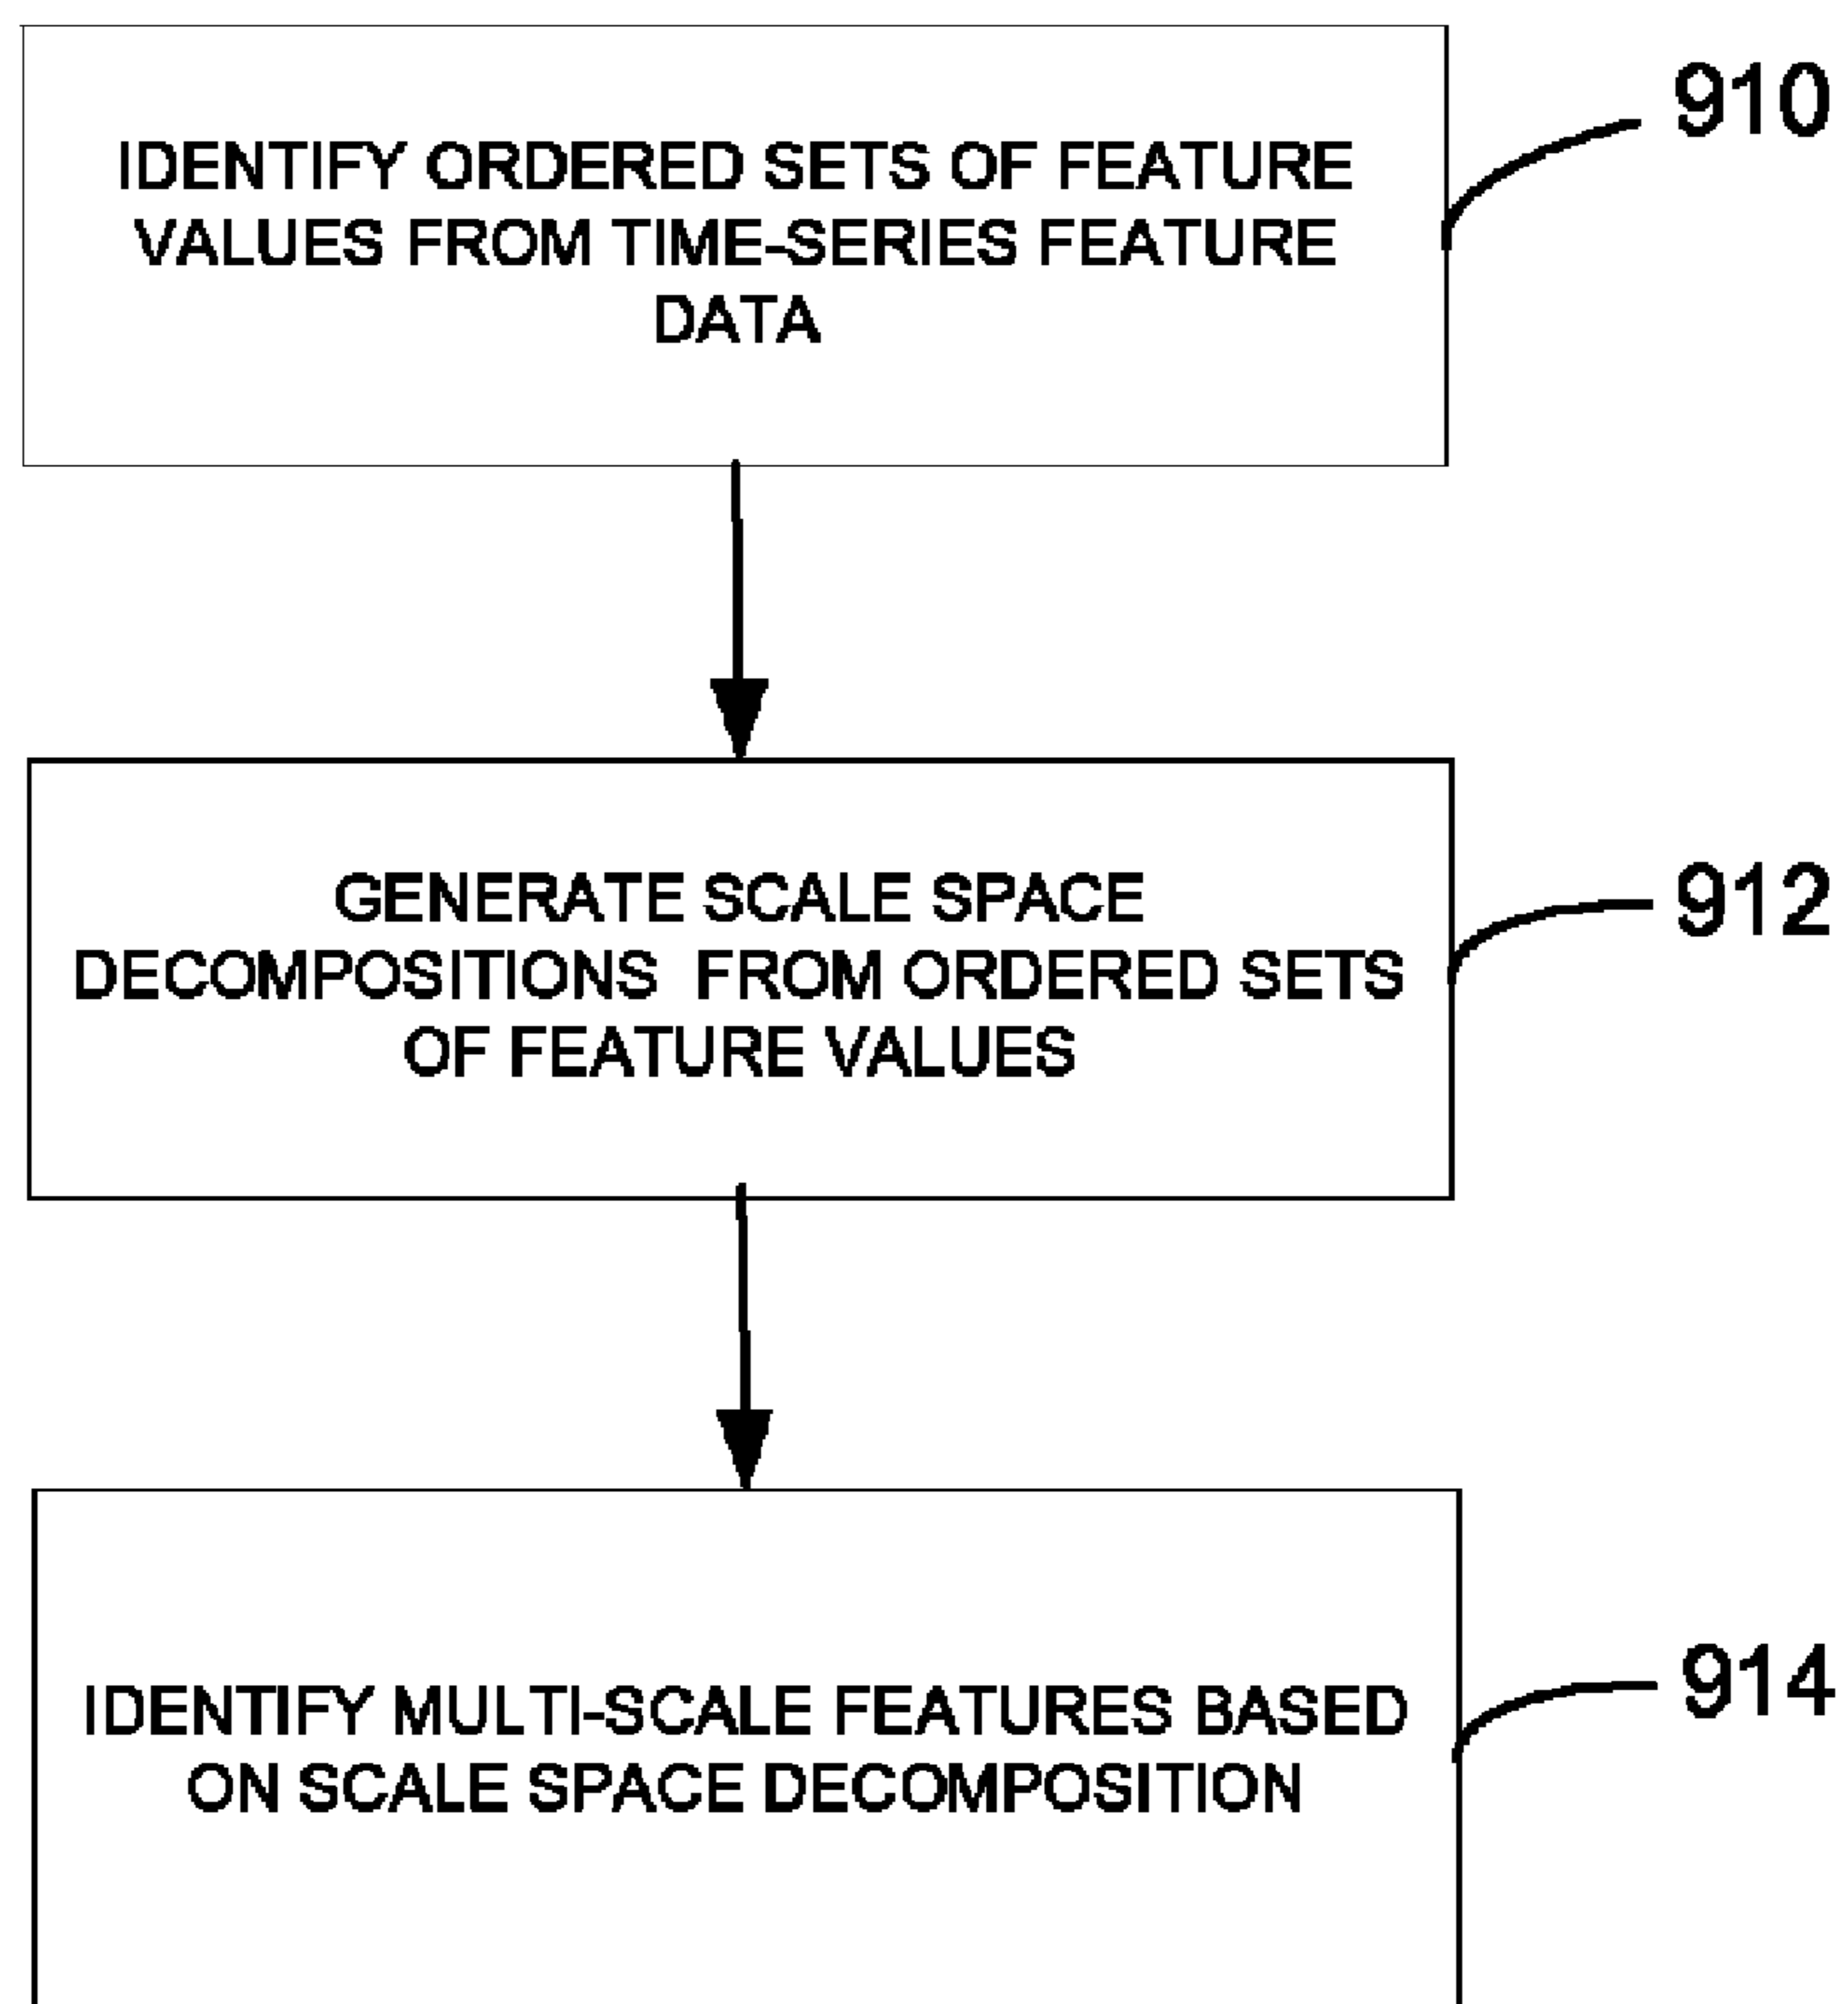 910
IDENTIFY ORDERED SETS OF FEATURE
VALUES FROM TIME-SERIES FEATURE
DATA
912
GENERATE SCALE SPACE
DECOMPOSITIONS FROM ORDERED SETS
OF FEATURE VALUES
914
IDENTIFY MULTI-SCALE FEATURES BASED
ON SCALE SPACE DECOMPOSITION